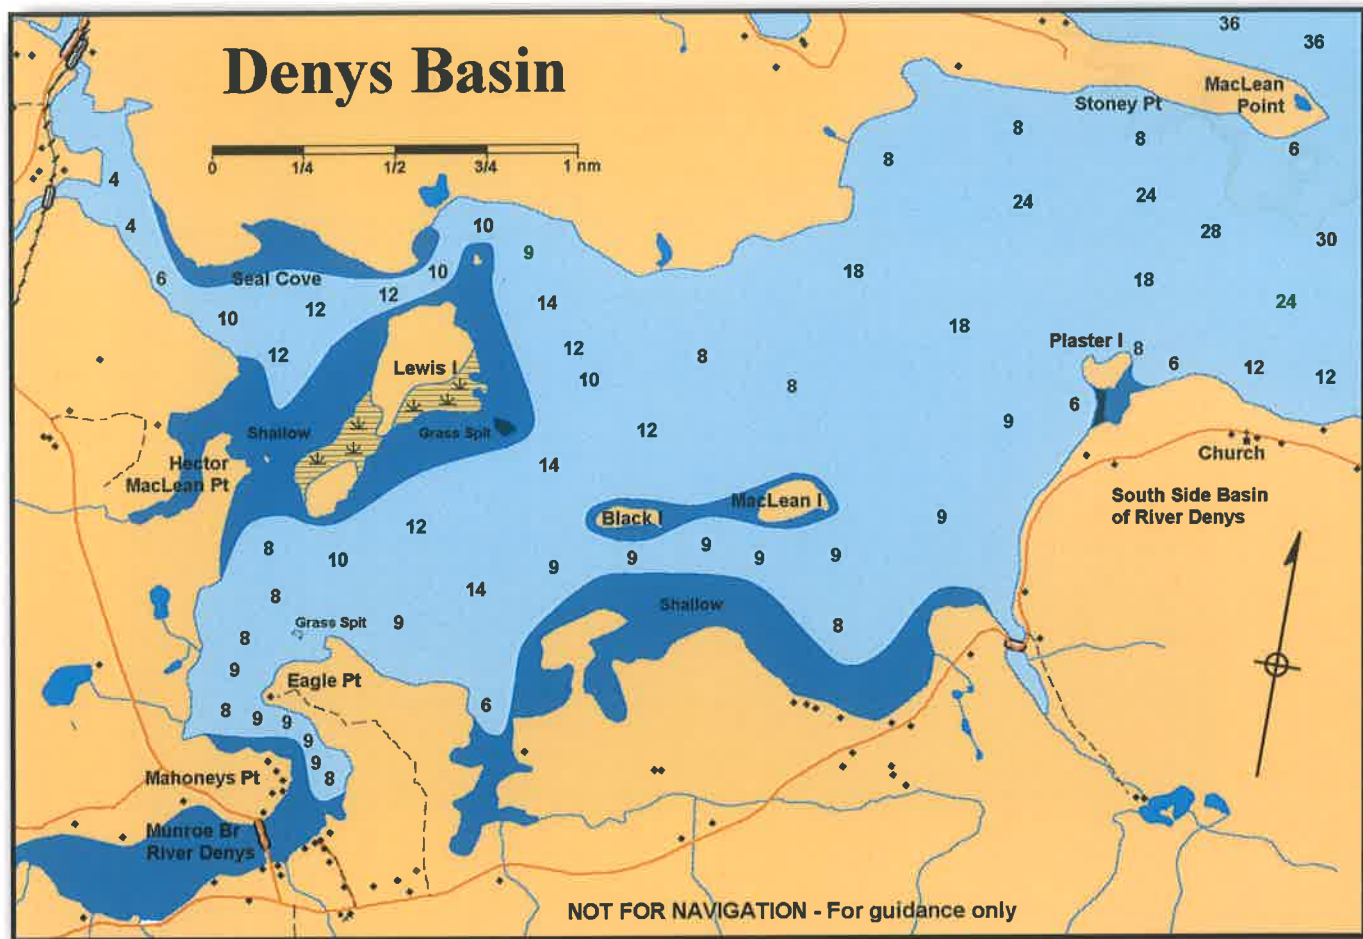 Denys Basin
0 1/4 1/2 3/4 1 nm
36
36
MacLean
Point
Stoney Pt
8
8
8
6
4
24
24
4
10
9
28
30
6
Seal Cove
10
12
12
10
14
18
18
24
18
12
12
8
Plaster I
8
6
12
12
Lewis I
10
8
6
9
Shallow
Grass Spit
12
Church
Hector
MacLean Pt
14
South Side Basin
of River Denys
MacLean I
Black I
9
12
8
10
9
9
9
9
9
8
14
Shallow
Grass Spit
9
8
8
9
Eagle Pt
6
8
9
9
9
9
8
Mahoneys Pt
Munroe Br
River Denys
NOT FOR NAVIGATION - For guidance only